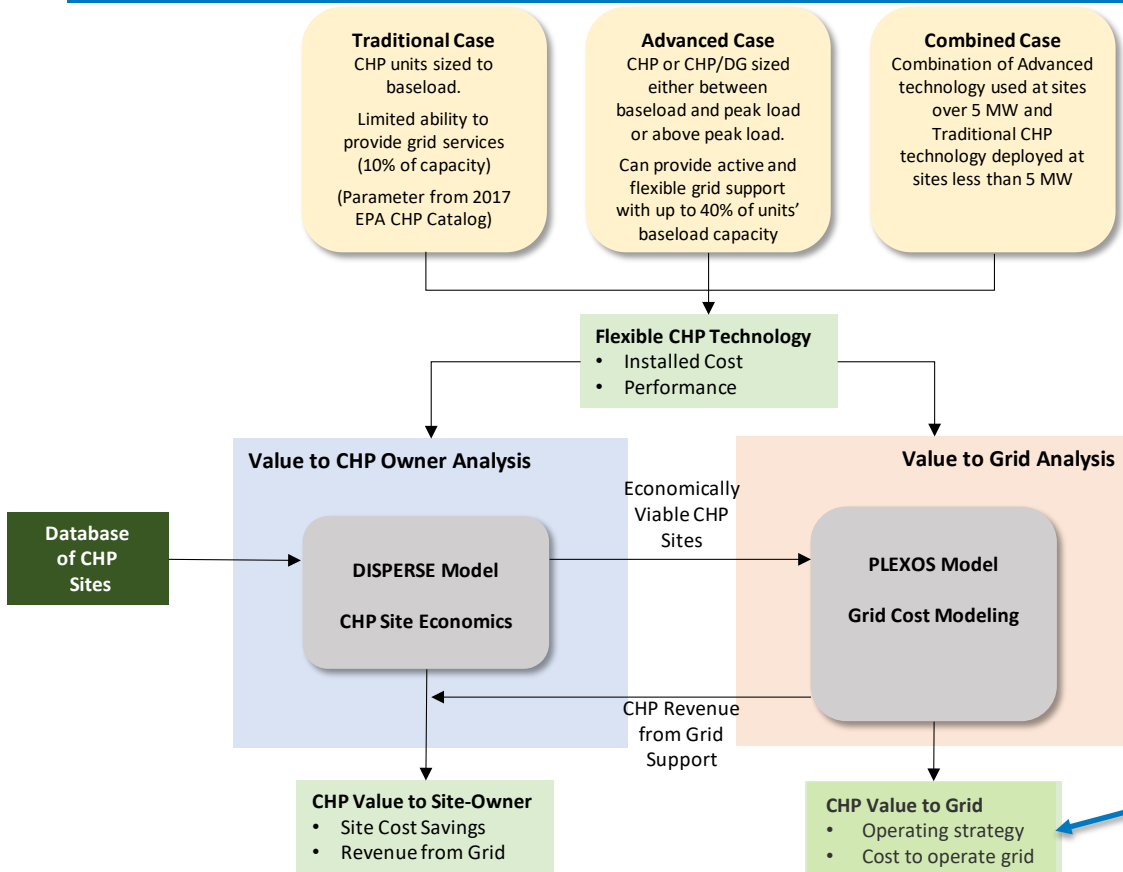 Traditional Case
CHP units sized to
baseload.
Limited ability to
provide grid services
(10% of capacity)
(Parameter from 2017
EPA CHP Catalog)
Advanced Case
CHP or CHP/DG sized
either between
baseload and peak load
or above peak load.
Can provide active and
flexible grid support
with up to 40% of units'
baseload capacity
Combined Case
Combination of Advanced
technology used at sites
over 5 MW and
Traditional CHP
technology deployed at
sites less than 5 MW
Flexible CHP Technology
• Installed Cost
• Performance
Value to CHP Owner Analysis
Value to Grid Analysis
Economically
Viable CHP
Sites
Database
of CHP
Sites
DISPERSE Model
CHP Site Economics
PLEXOS Model
Grid Cost Modeling
CHP Revenue
from Grid
Support
CHP Value to Site-Owner
• Site Cost Savings
• Revenue from Grid
CHP Value to Grid
• Operating strategy
• Cost to operate grid